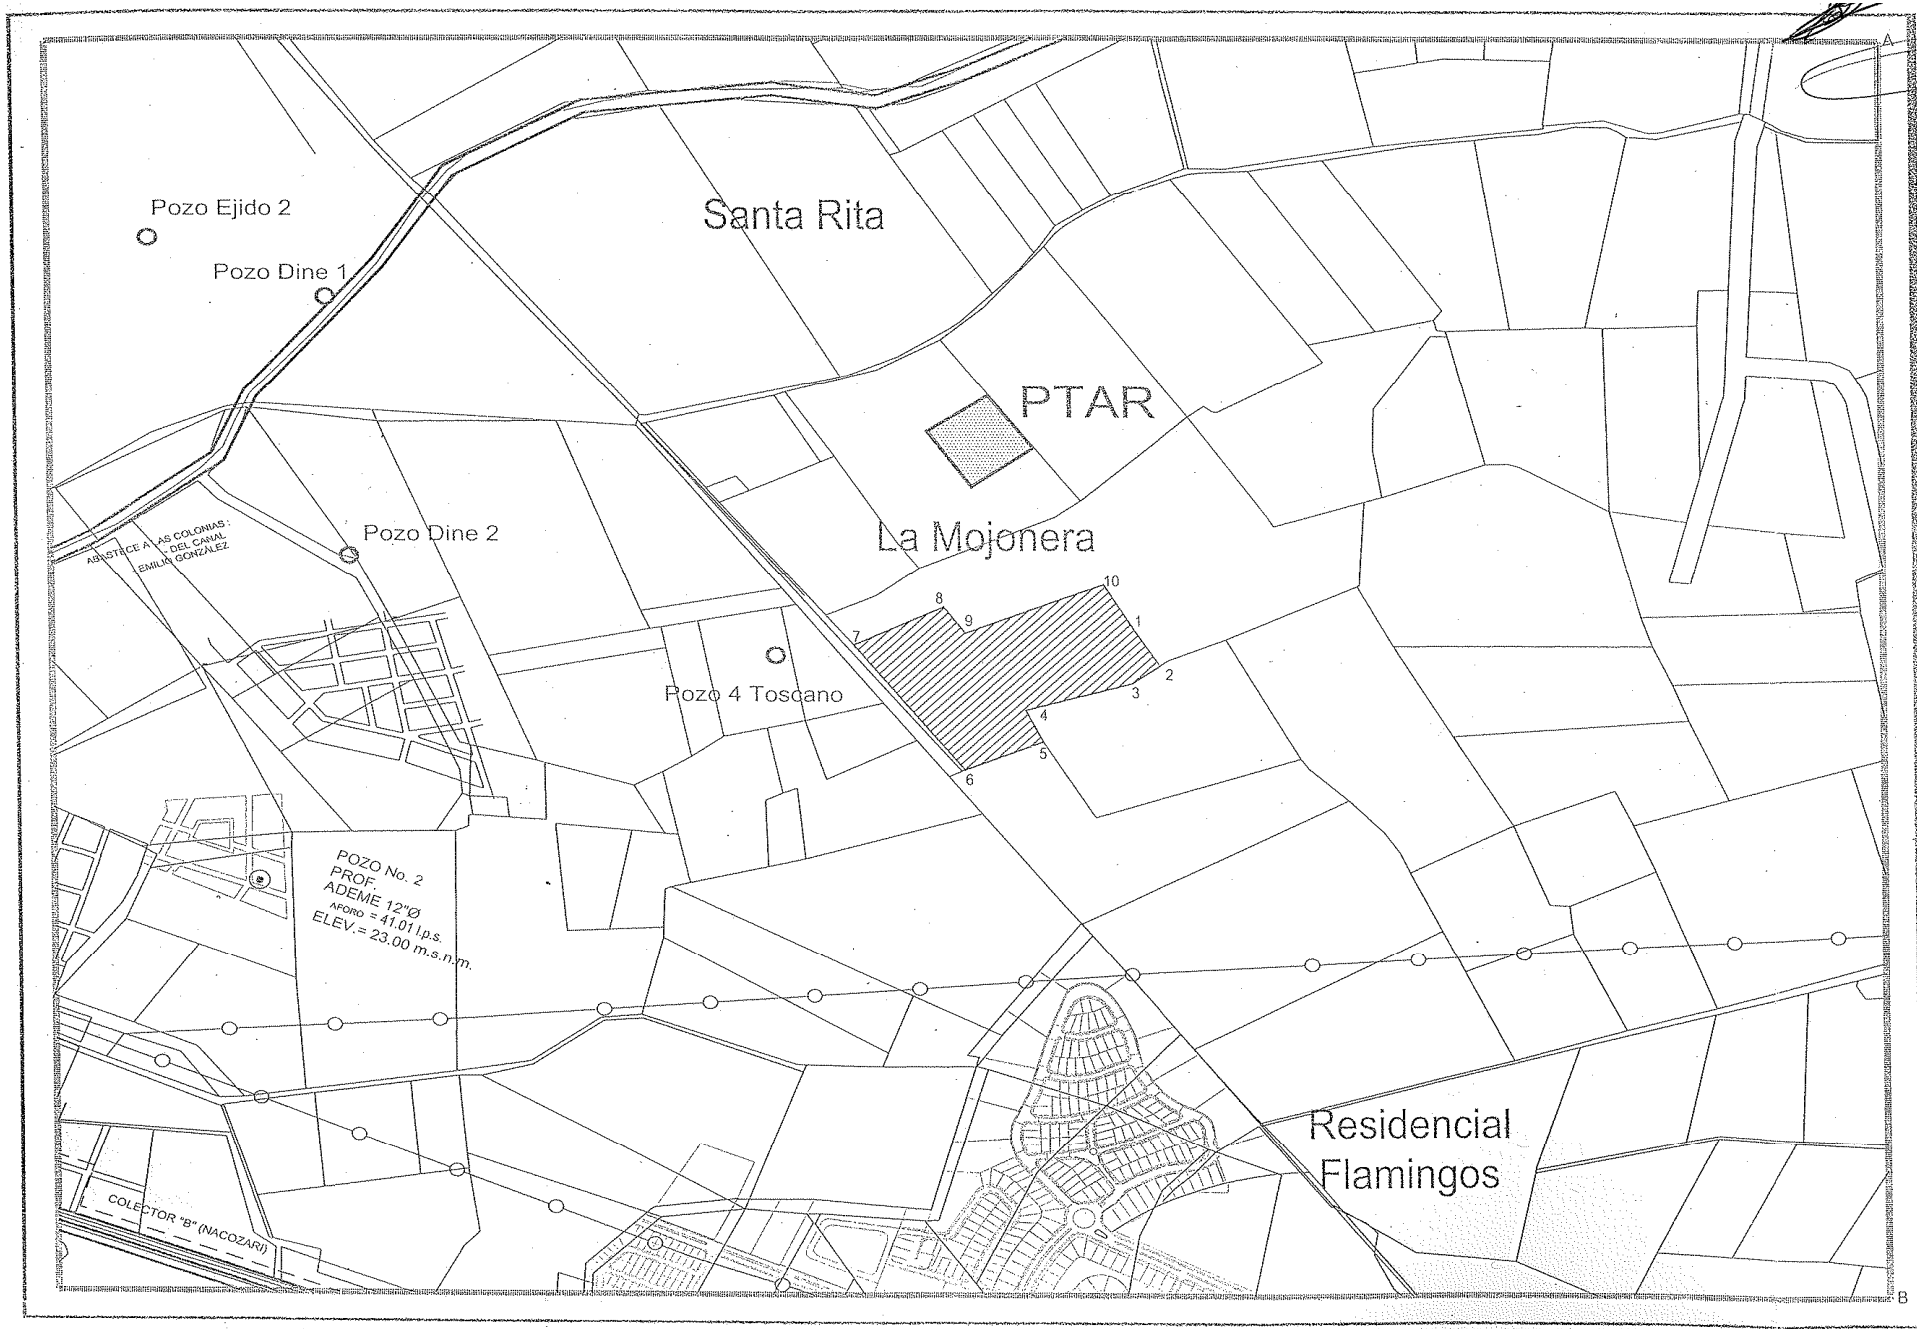 A
Pozo Ejido 2
Santa Rita
Pozo Dine 1
PTAR
ABASTECE A LAS COLONIAS :
- DEL CANAL
- EMILIO GONZÁLEZ
Pozo Dine 2
La Mojonera
10
8
9
1
7
2
3
Pozo 4 Toscano
4
5
6
POZO No. 2
PROF.
ADEME 12"Ø
AFORO = 41.01 l.p.s.
ELEV.= 23.00 m.s.n.m.
Residencial
Flamingos
COLECTOR "B" (NACOZARI)
B